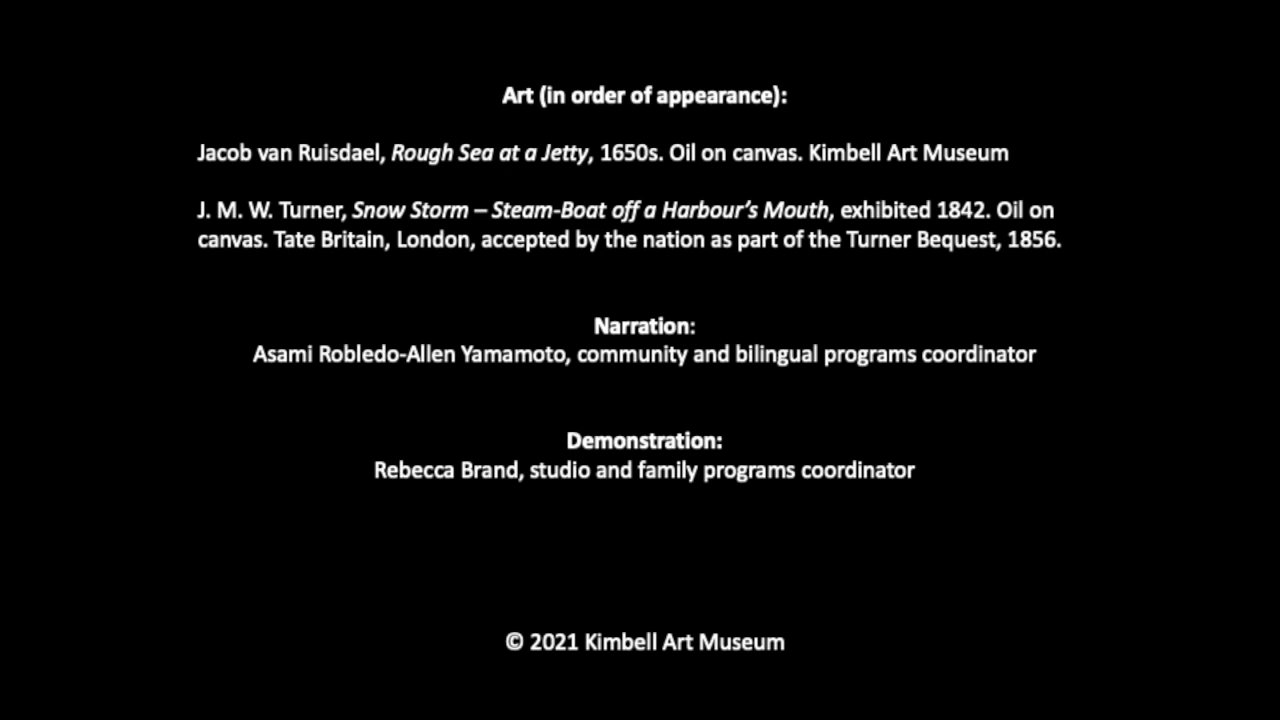 Art (in order of appearance):
Jacob van Ruisdael, Rough Sea at a Jetty, 1650s. Oil on canvas. Kimbell Art Museum
J. M. W. Turner, Snow Storm – Steam-Boat off a Harbour’s Mouth, exhibited 1842. Oil on
canvas. Tate Britain, London, accepted by the nation as part of the Turner Bequest, 1856.
Narration:
Asami Robledo-Allen Yamamoto, community and bilingual programs coordinator
Demonstration:
Rebecca Brand, studio and family programs coordinator
© 2021 Kimbell Art Museum